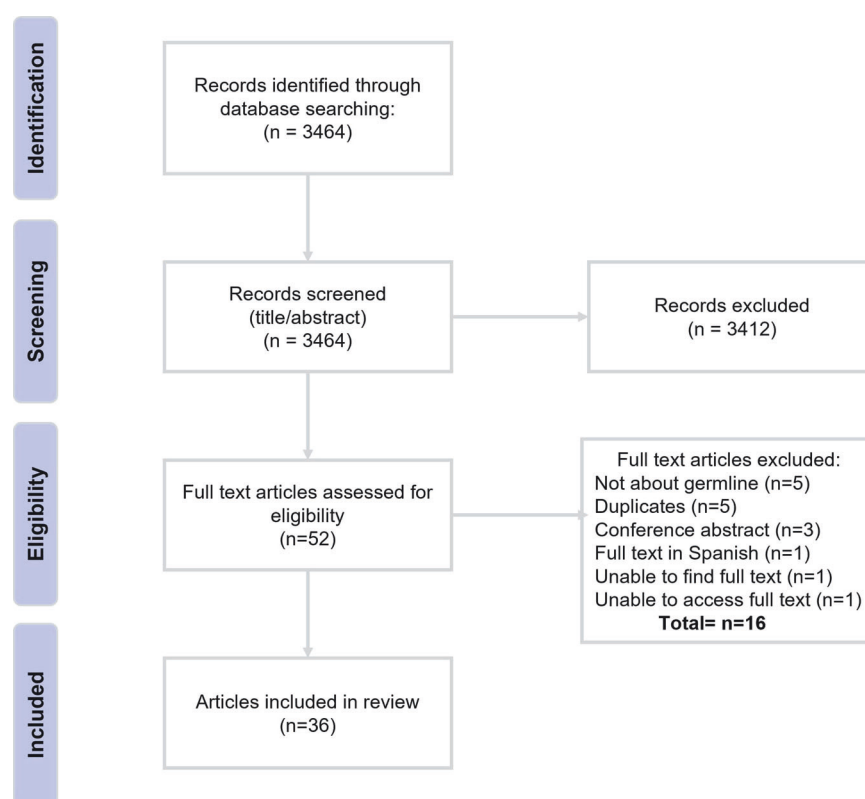 Identification
Records identified through
database searching:
(n = 3464)
Screening
Records screened
(title/abstract)
(n = 3464)
Records excluded
(n = 3412)
Eligibility
Full text articles assessed for
eligibility
(n=52)
Full text articles excluded:
Not about germline (n=5)
Duplicates (n=5)
Conference abstract (n=3)
Full text in Spanish (n=1)
Unable to find full text (n=1)
Unable to access full text (n=1)
Total= n=16
Included
Articles included in review
(n=36)